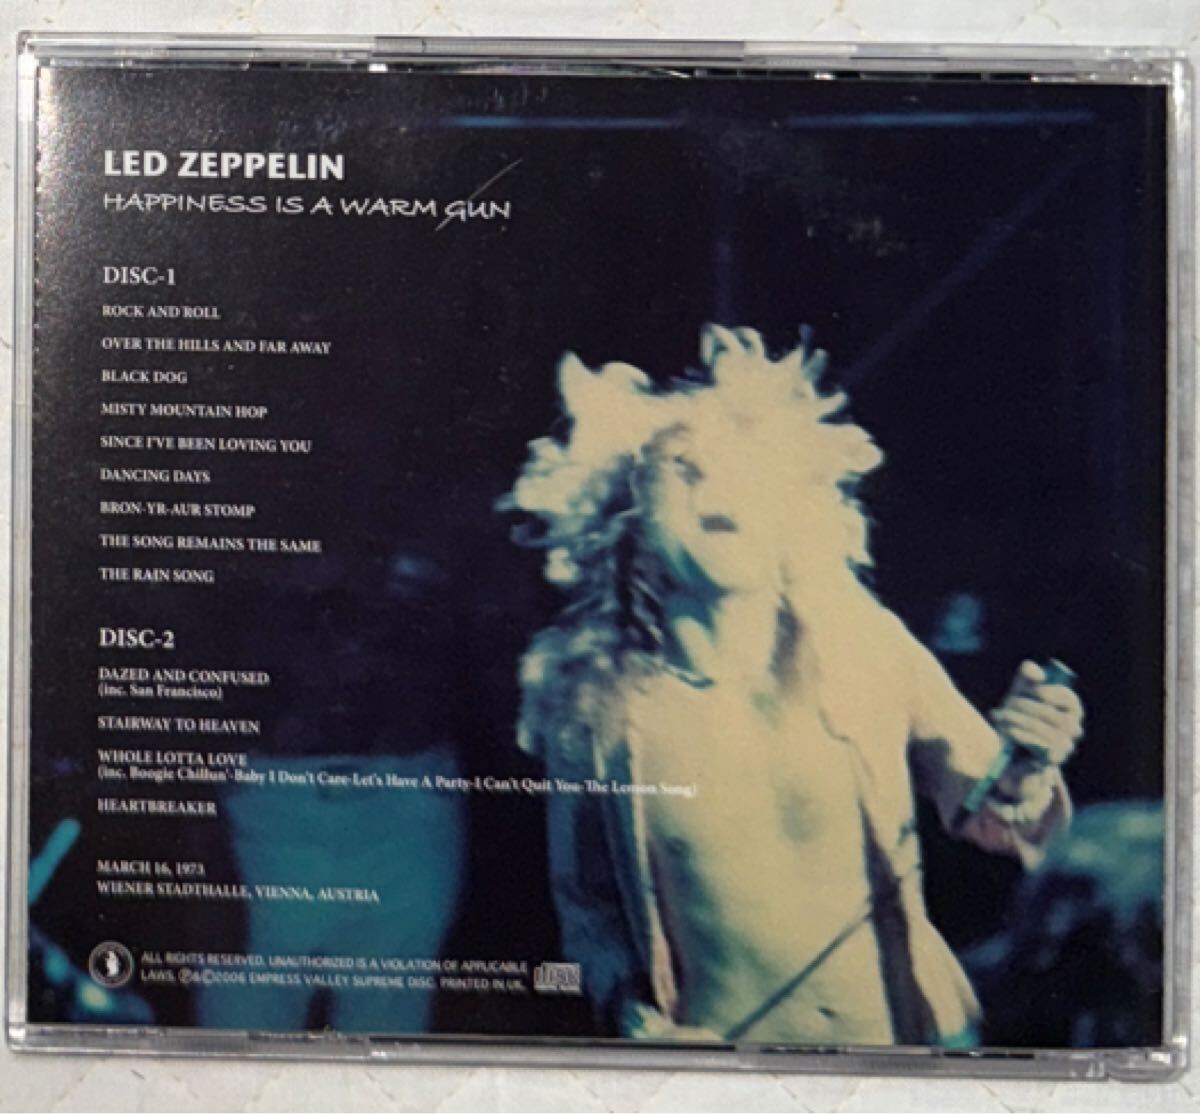 LED ZEPPELIN
HAPPINESS IS A WARM GUN
DISC-1
ROCK AND ROLL
OVER THE HILLS AND FAR AWAY
BLACK DOG
MISTY MOUNTAIN HOP
SINCE I'VE BEEN LOVING YOU
DANCING DAYS
BRON-YR-AUR STOMP
THE SONG REMAINS THE SAME
THE RAIN SONG
DISC-2
DAZED AND CONFUSED
(inc. San Francisco)
STAIRWAY TO HEAVEN
WHOLE LOTTA LOVE
(inc. Boogie Chillun'-Baby I Don't Care-Let's Have A Party-I Can't Quit You-The Lemon Song)
HEARTBREAKER
MARCH 16, 1973
WIENER STADTHALLE, VIENNA, AUSTRIA
ALL RIGHTS RESERVED. UNAUTHORIZED IS A VIOLATION OF APPLICABLE
LAWS. ℗&©2006 EMPRESS VALLEY SUPREME DISC. PRINTED IN UK.